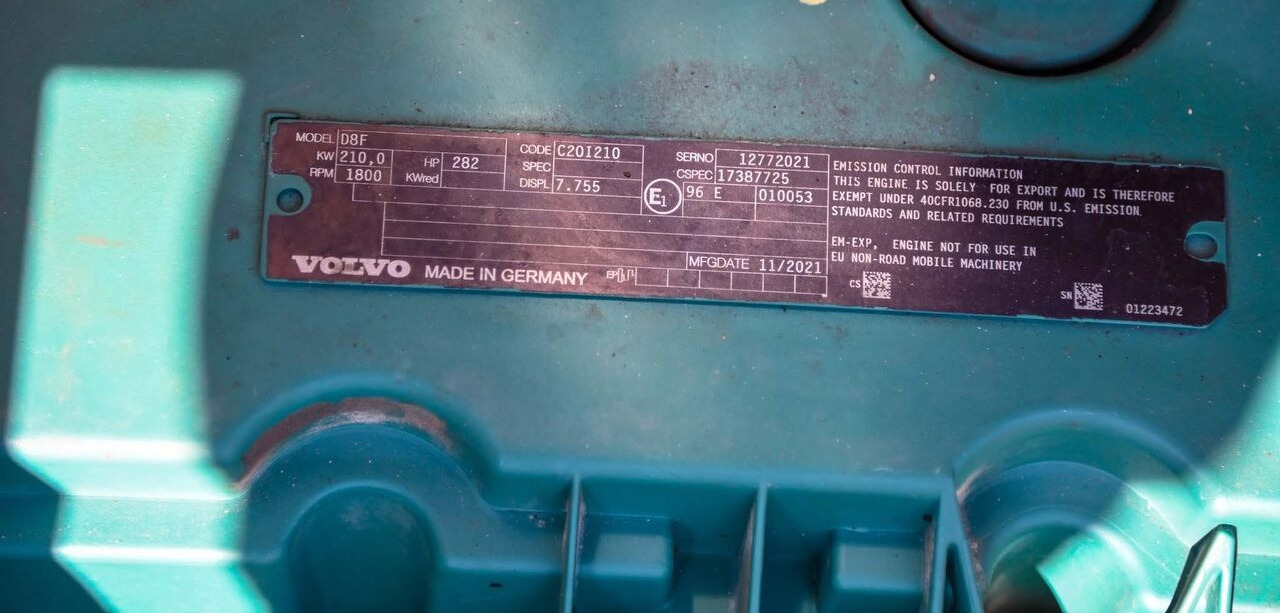 MODEL D8F
KW 210,0 HP 282
RPM 1800 KWred
CODE C20I210
SPEC
DISPL 7.755
SERNO 12772021
CSPEC 17387725
E1 96 E 010053
MFGDATE 11/2021
VOLVO MADE IN GERMANY EP
EMISSION CONTROL INFORMATION
THIS ENGINE IS SOLELY FOR EXPORT AND IS THEREFORE
EXEMPT UNDER 40CFR1068.230 FROM U.S. EMISSION
STANDARDS AND RELATED REQUIREMENTS
EM-EXP, ENGINE NOT FOR USE IN
EU NON-ROAD MOBILE MACHINERY
CS SN 01223472